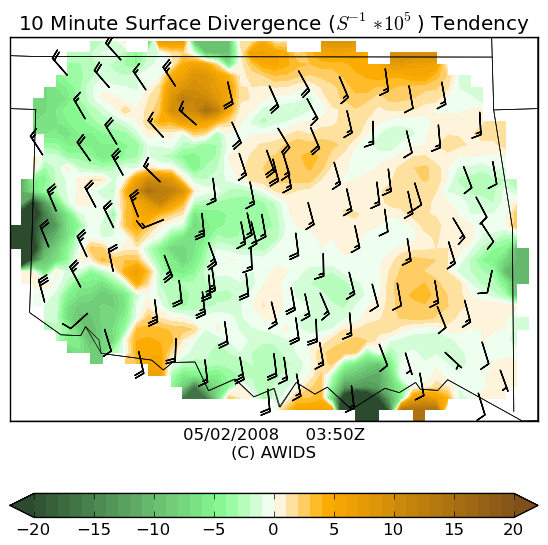 10 Minute Surface Divergence (S⁻¹ *10⁵ ) Tendency
05/02/2008 03:50Z
(C) AWIDS
−20 −15 −10 −5 0 5 10 15 20